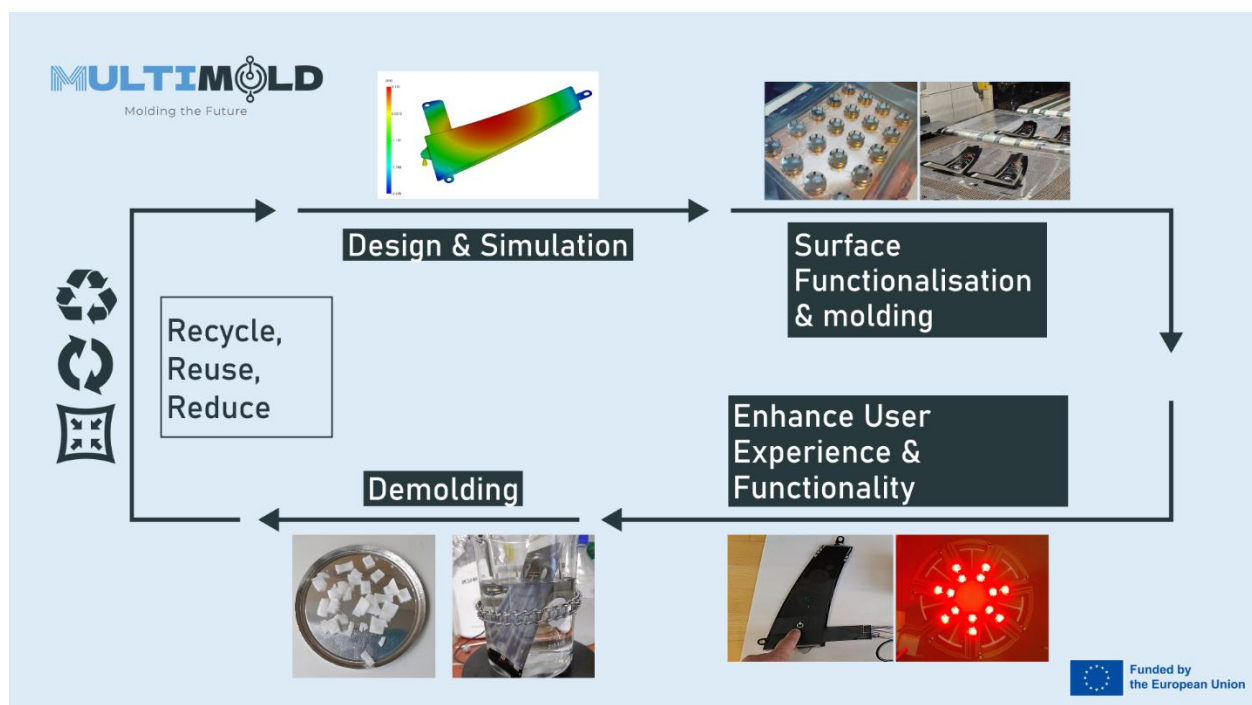 MULTIMOLD
Molding the Future
Design & Simulation
Surface
Functionalisation
& molding
Recycle,
Reuse,
Reduce
Enhance User
Experience &
Functionality
Demolding
Funded by
the European Union